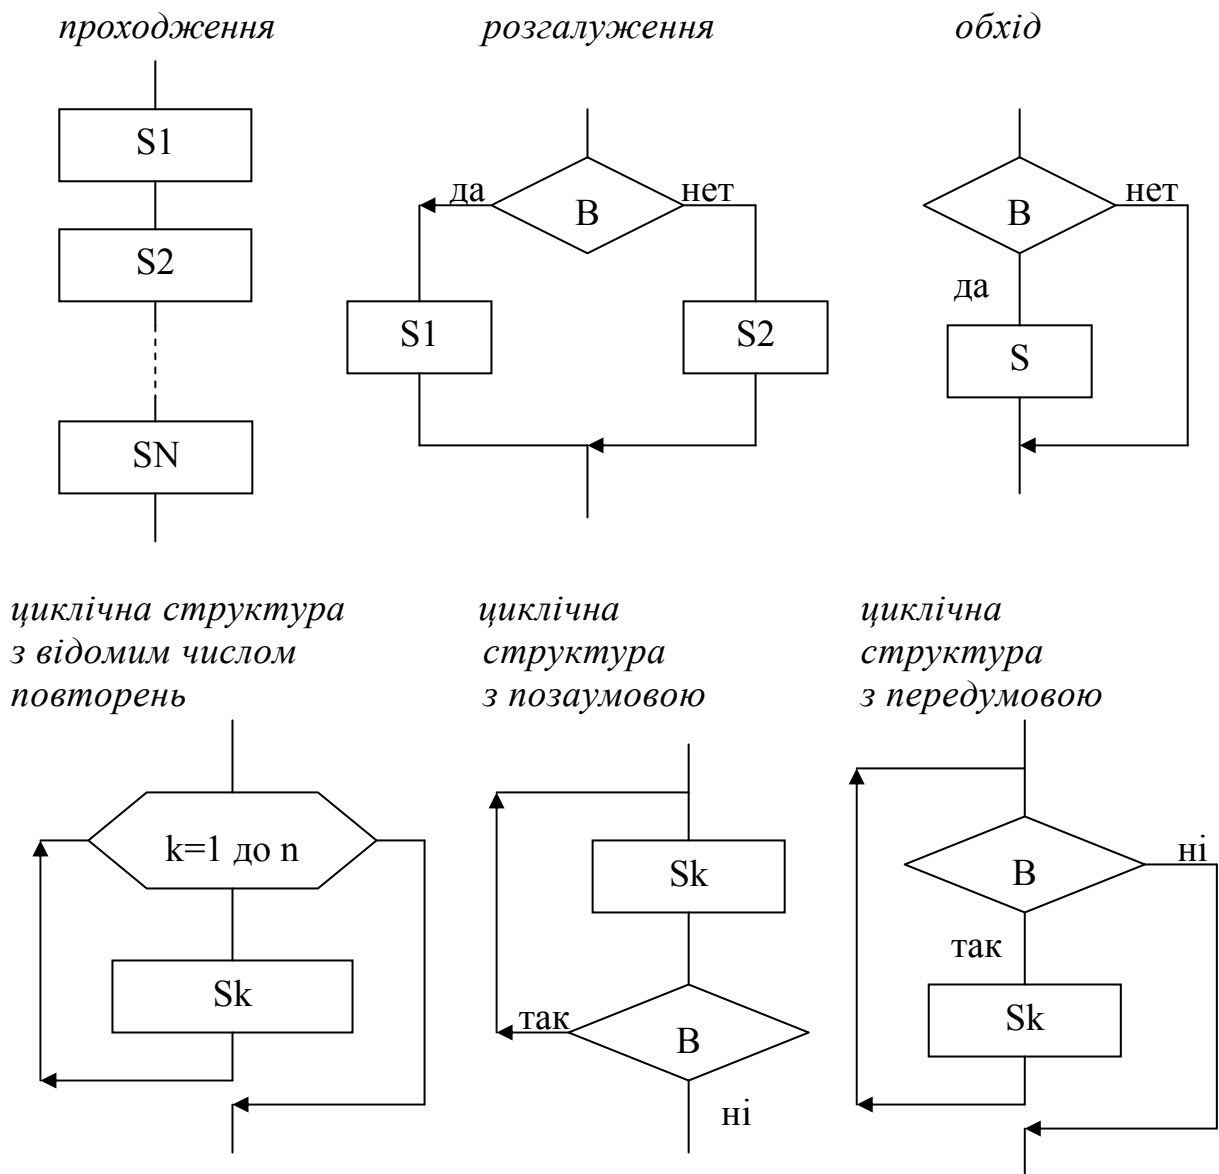 проходження
розгалуження
обхід
S1
S2
SN
да
B
нет
S1
S2
B
нет
да
S
циклічна структура
з відомим числом
повторень
циклічна
структура
з позаумовою
циклічна
структура
з передумовою
k=1 до n
Sk
Sk
так
B
ні
B
ні
так
Sk